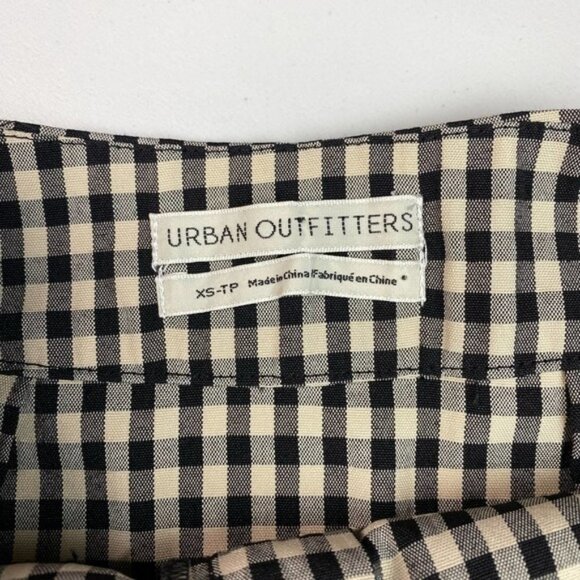 URBAN OUTFITTERS
XS-TP Made in China/Fabriqué en Chine